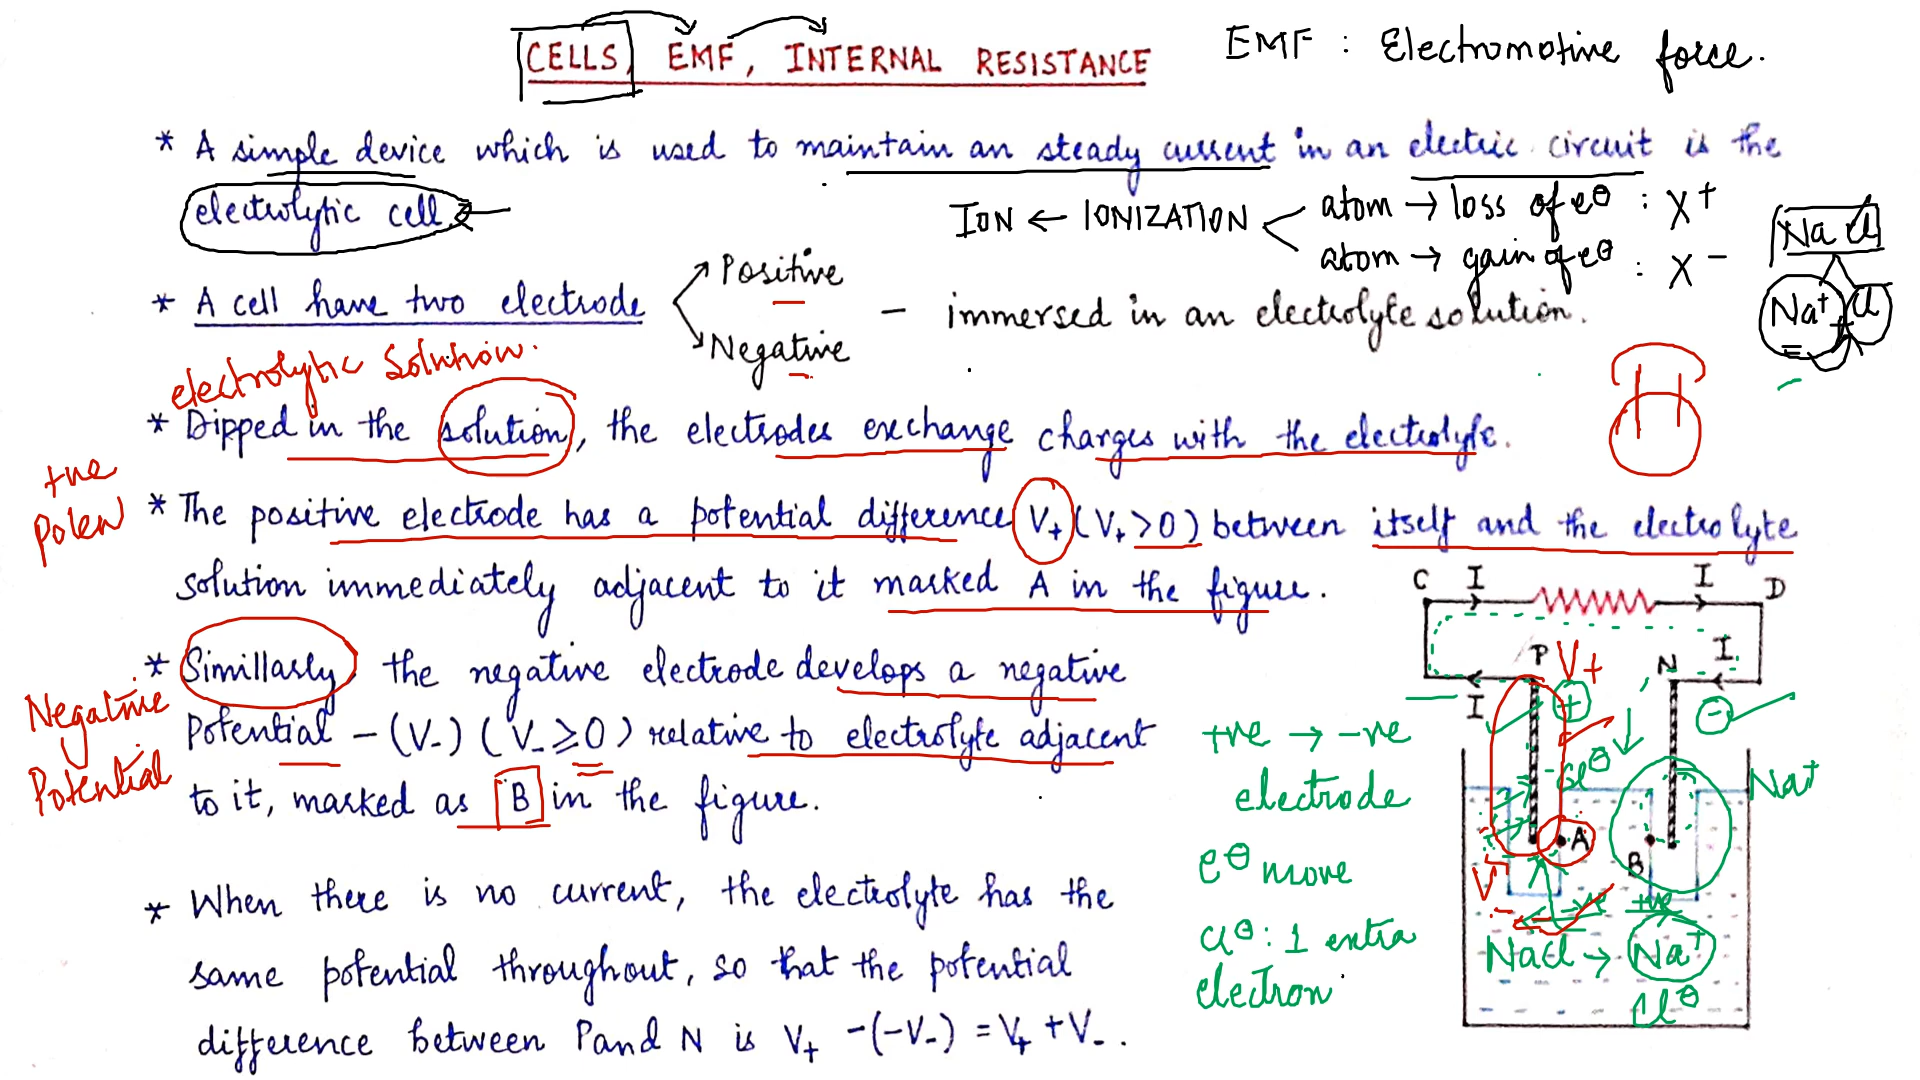 CELLS, EMF, INTERNAL RESISTANCE
EMF : Electromotive force.
* A simple device which is used to maintain an steady current in an electric circuit is the
electrolytic cell
ION ← IONIZATION
atom → loss of e⊖ : X⁺
atom → gain of e⊖ : X⁻
NaCl
Na⁺ + Cl
* A cell have two electrode
Positive
Negative
- immersed in an electrolyte solution.
electrolytic Solution.
* Dipped in the solution, the electrodes exchange charges with the electrolyte.
+ve
Poten
* The positive electrode has a potential difference V₊ (V₊ > 0) between itself and the electrolyte
solution immediately adjacent to it marked A in the figure.
* Simillarly, the negative electrode develops a negative
Potential - (V₋) (V₋ ≥ 0) relative to electrolyte adjacent
to it, marked as B in the figure.
Negative
Potential
* When there is no current, the electrolyte has the
same potential throughout, so that the potential
difference between P and N is V₊ -(-V₋) = V₊ + V₋.
+ve → -ve
electrode
e⊖ move
Cl⊖ : 1 extra
electron
C I I D
P V₊ N I
I + -
Cl⊖ Na⁺
A B
V₋
-ve +ve
NaCl → Na⁺
Cl⊖